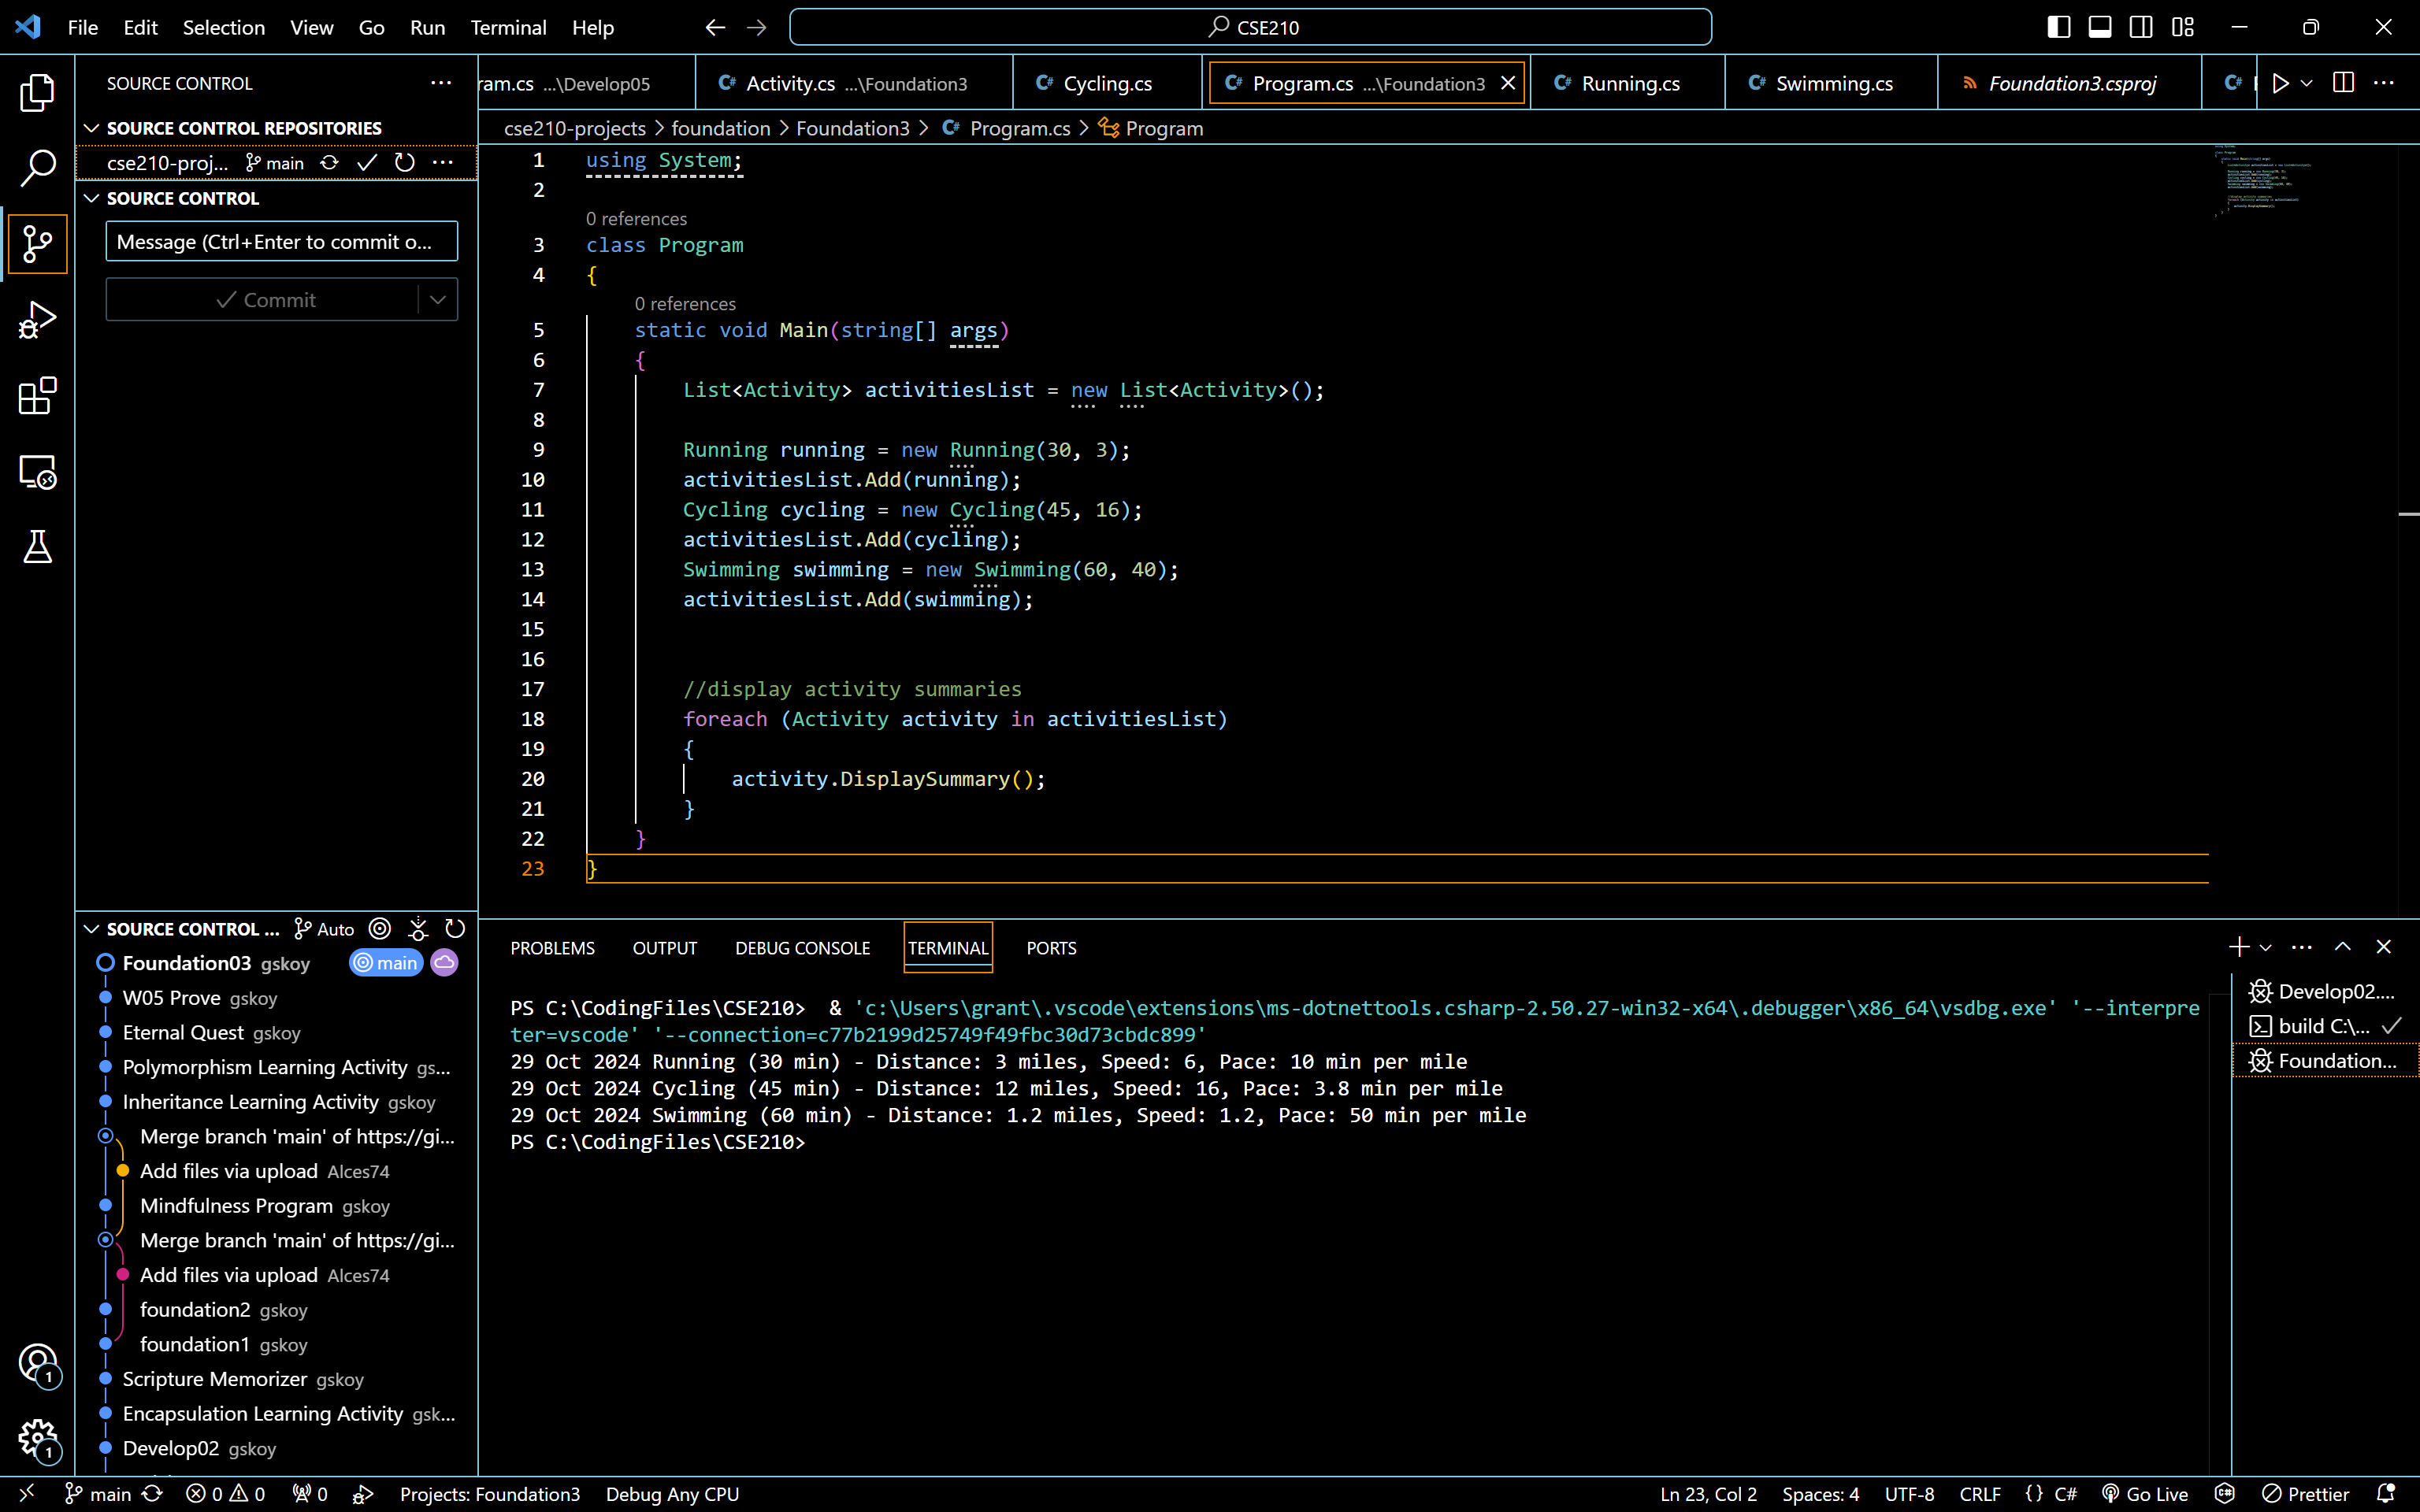 File Edit Selection View Go Run Terminal Help
CSE210
SOURCE CONTROL
ram.cs ...\Develop05
Activity.cs ...\Foundation3
Cycling.cs
Program.cs ...\Foundation3
Running.cs
Swimming.cs
Foundation3.csproj
SOURCE CONTROL REPOSITORIES
cse210-proj... main
SOURCE CONTROL
Message (Ctrl+Enter to commit o...
Commit
cse210-projects > foundation > Foundation3 > Program.cs > Program
1 using System;
2
0 references
3 class Program
4 {
0 references
5 static void Main(string[] args)
6 {
7 List<Activity> activitiesList = new List<Activity>();
8
9 Running running = new Running(30, 3);
10 activitiesList.Add(running);
11 Cycling cycling = new Cycling(45, 16);
12 activitiesList.Add(cycling);
13 Swimming swimming = new Swimming(60, 40);
14 activitiesList.Add(swimming);
15
16
17 //display activity summaries
18 foreach (Activity activity in activitiesList)
19 {
20 activity.DisplaySummary();
21 }
22 }
23 }
SOURCE CONTROL ... Auto
Foundation03 gskoy main
W05 Prove gskoy
Eternal Quest gskoy
Polymorphism Learning Activity gs...
Inheritance Learning Activity gskoy
Merge branch 'main' of https://gi...
Add files via upload Alces74
Mindfulness Program gskoy
Merge branch 'main' of https://gi...
Add files via upload Alces74
foundation2 gskoy
foundation1 gskoy
Scripture Memorizer gskoy
Encapsulation Learning Activity gsk...
Develop02 gskoy
1
1
PROBLEMS OUTPUT DEBUG CONSOLE TERMINAL PORTS
PS C:\CodingFiles\CSE210> & 'c:\Users\grant\.vscode\extensions\ms-dotnettools.csharp-2.50.27-win32-x64\.debugger\x86_64\vsdbg.exe' '--interpre
ter=vscode' '--connection=c77b2199d25749f49fbc30d73cbdc899'
29 Oct 2024 Running (30 min) - Distance: 3 miles, Speed: 6, Pace: 10 min per mile
29 Oct 2024 Cycling (45 min) - Distance: 12 miles, Speed: 16, Pace: 3.8 min per mile
29 Oct 2024 Swimming (60 min) - Distance: 1.2 miles, Speed: 1.2, Pace: 50 min per mile
PS C:\CodingFiles\CSE210>
Develop02....
build C:\...
Foundation...
main 0 0 0 Projects: Foundation3 Debug Any CPU
Ln 23, Col 2 Spaces: 4 UTF-8 CRLF {} C# Go Live Prettier